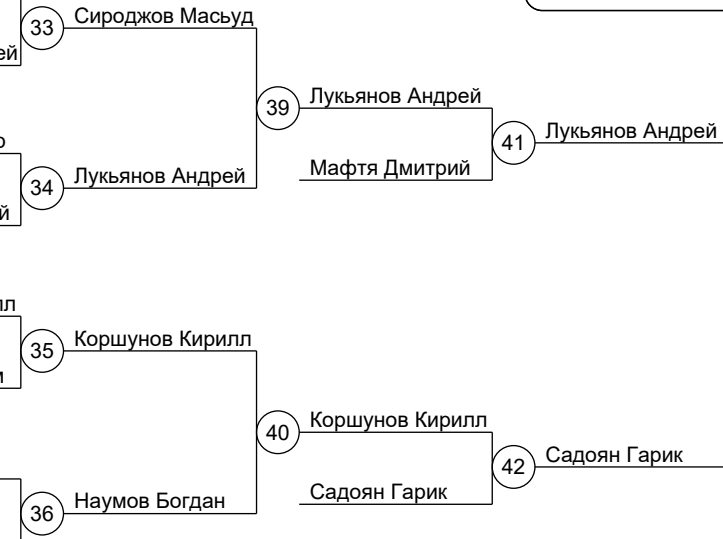 33 Сироджов Масьуд
ей
39 Лукьянов Андрей
41 Лукьянов Андрей
Мафтя Дмитрий
34 Лукьянов Андрей
й
35 Коршунов Кирилл
40 Коршунов Кирилл
42 Садоян Гарик
Садоян Гарик
36 Наумов Богдан